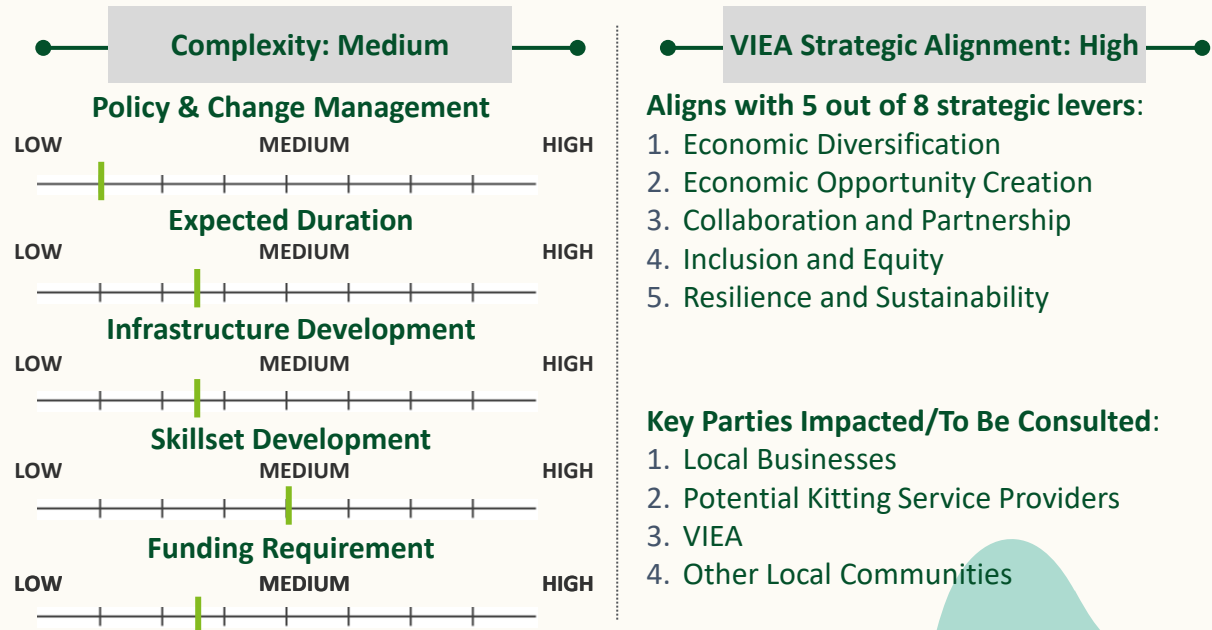 Complexity: Medium
Policy & Change Management
LOW MEDIUM HIGH
Expected Duration
LOW MEDIUM HIGH
Infrastructure Development
LOW MEDIUM HIGH
Skillset Development
LOW MEDIUM HIGH
Funding Requirement
LOW MEDIUM HIGH
VIEA Strategic Alignment: High
Aligns with 5 out of 8 strategic levers:
1. Economic Diversification
2. Economic Opportunity Creation
3. Collaboration and Partnership
4. Inclusion and Equity
5. Resilience and Sustainability
Key Parties Impacted/To Be Consulted:
1. Local Businesses
2. Potential Kitting Service Providers
3. VIEA
4. Other Local Communities